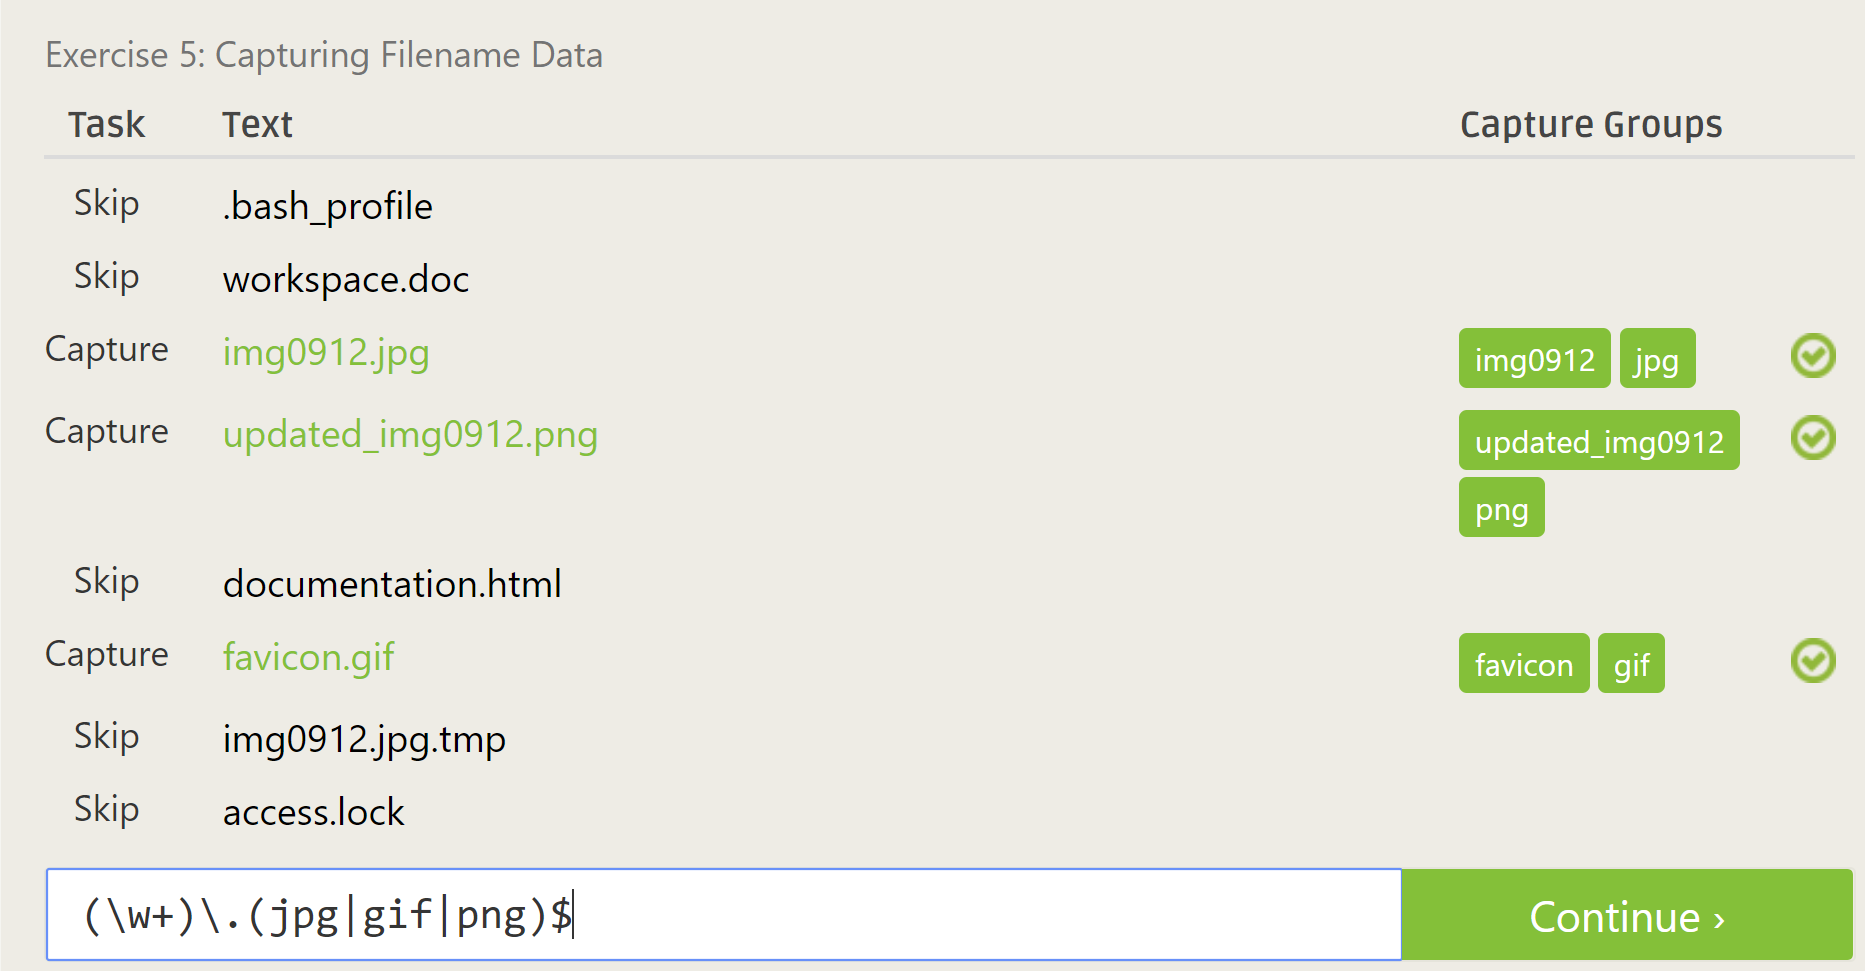 Exercise 5: Capturing Filename Data
Task Text Capture Groups
Skip .bash_profile
Skip workspace.doc
Capture img0912.jpg img0912 jpg
Capture updated_img0912.png updated_img0912
png
Skip documentation.html
Capture favicon.gif favicon gif
Skip img0912.jpg.tmp
Skip access.lock
(\w+)\.(jpg|gif|png)$ Continue ›